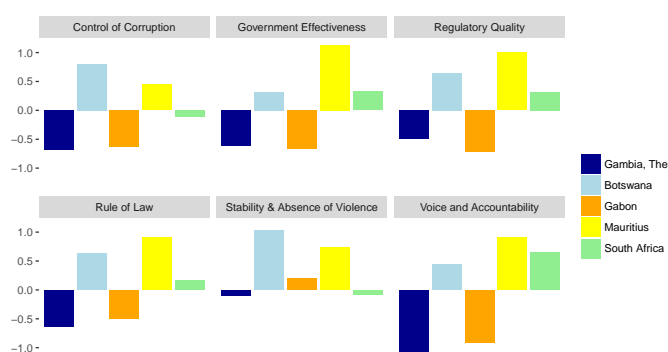 Control of Corruption
Government Effectiveness
Regulatory Quality
1.0
0.5
0.0
−0.5
−1.0
Gambia, The
Botswana
Gabon
Mauritius
South Africa
Rule of Law
Stability & Absence of Violence
Voice and Accountability
1.0
0.5
0.0
−0.5
−1.0